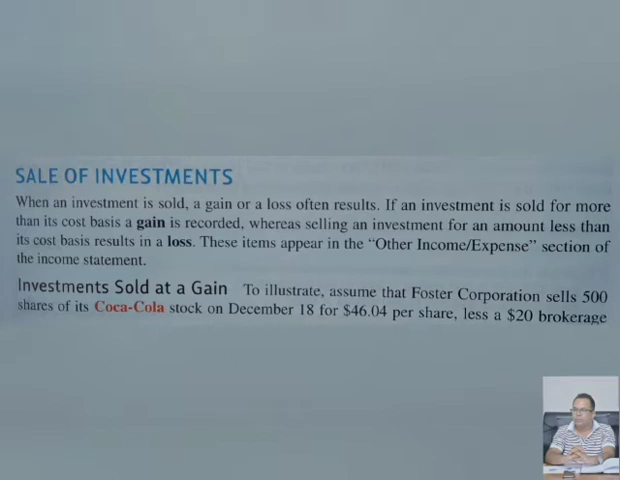 SALE OF INVESTMENTS
When an investment is sold, a gain or a loss often results. If an investment is sold for more
than its cost basis a gain is recorded, whereas selling an investment for an amount less than
its cost basis results in a loss. These items appear in the “Other Income/Expense” section of
the income statement.
Investments Sold at a Gain To illustrate, assume that Foster Corporation sells 500
shares of its Coca-Cola stock on December 18 for $46.04 per share, less a $20 brokerage